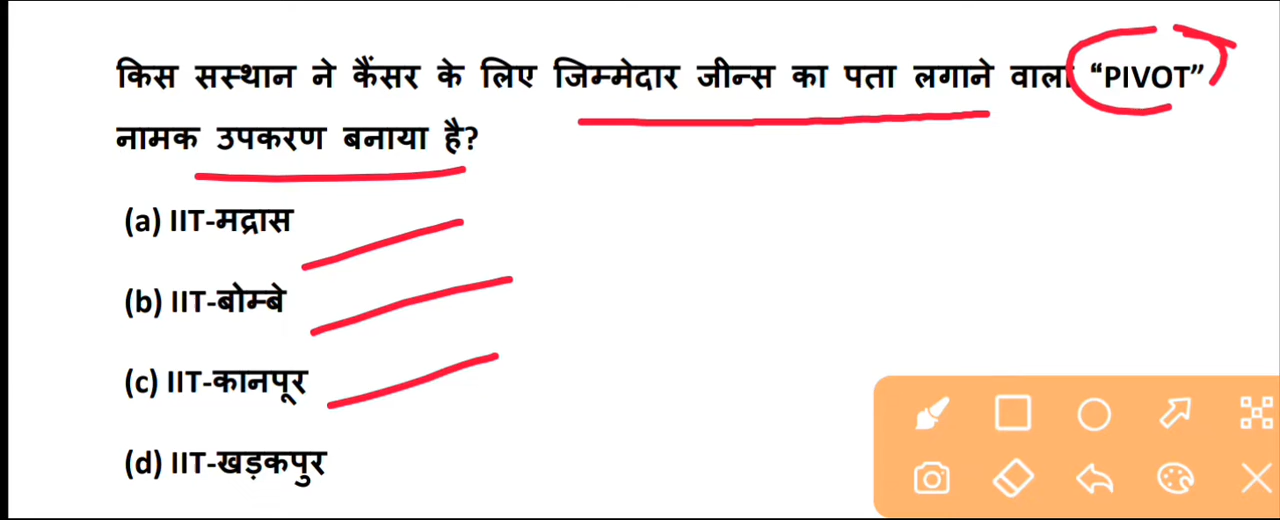 किस सस्थान ने कैंसर के लिए जिम्मेदार जीन्स का पता लगाने वाला “PIVOT”
नामक उपकरण बनाया है?
(a) IIT-मद्रास
(b) IIT-बोम्बे
(c) IIT-कानपूर
(d) IIT-खड़कपुर